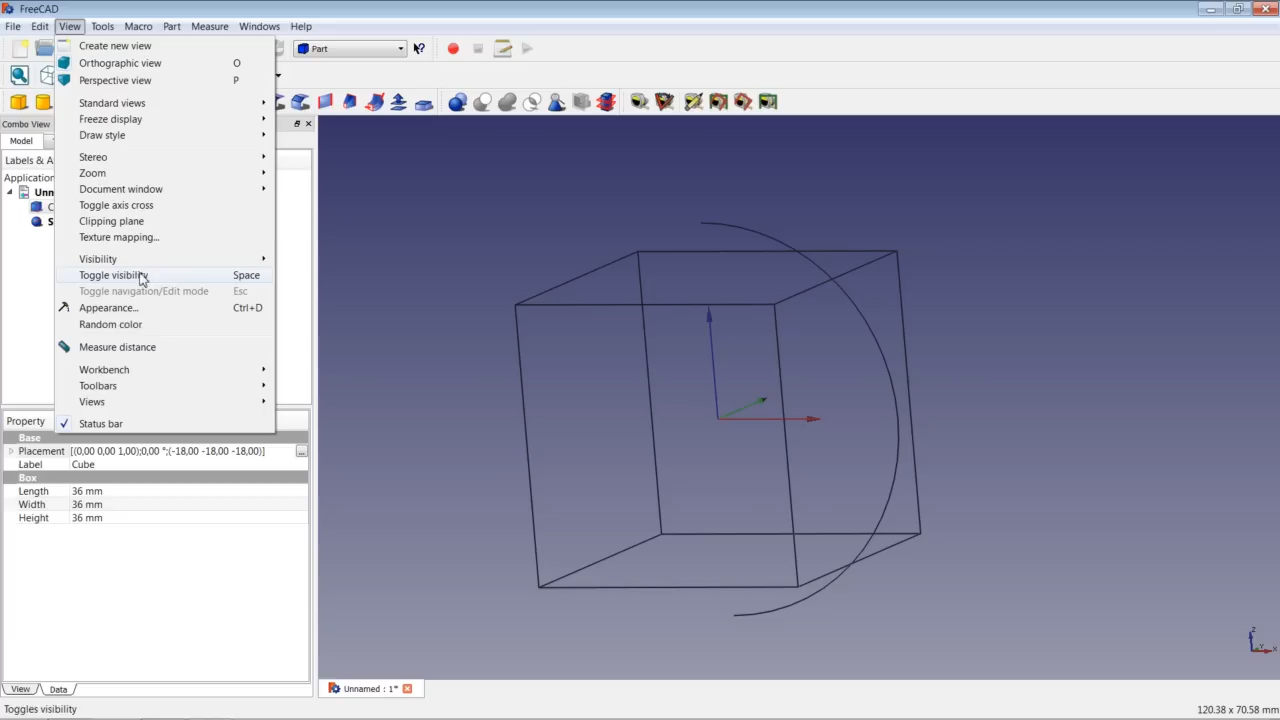 FreeCAD
File Edit View Tools Macro Part Measure Windows Help
Create new view
Part
Orthographic view O
Perspective view P
Standard views
Freeze display
Combo View
Draw style
Model
Stereo
Labels & A
Zoom
Application
Document window
Unn
Toggle axis cross
C
Clipping plane
S
Texture mapping...
Visibility
Toggle visibility Space
Toggle navigation/Edit mode Esc
Appearance... Ctrl+D
Random color
Measure distance
Workbench
Toolbars
Views
Property
Status bar
Base
Placement [(0,00 0,00 1,00);0,00 °;(-18,00 -18,00 -18,00)] ...
Label Cube
Box
Length 36 mm
Width 36 mm
Height 36 mm
Z
Y
X
View Data
Unnamed : 1*
Toggles visibility
120.38 x 70.58 mm